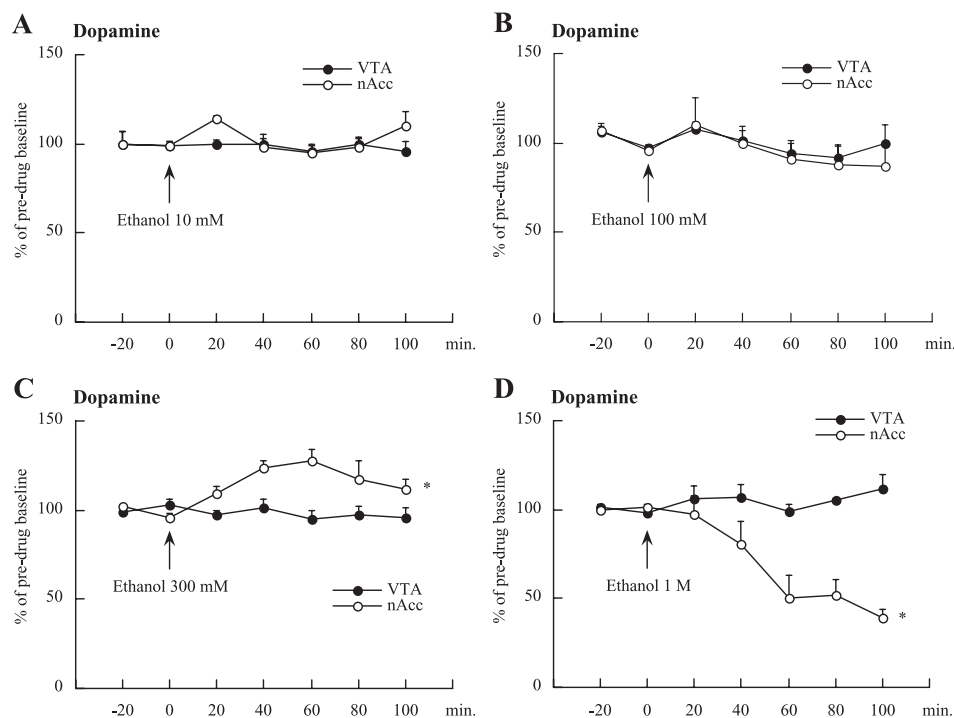 A
Dopamine
150
VTA
nAcc
100
50
0
% of pre-drug baseline
Ethanol 10 mM
-20 0 20 40 60 80 100 min.
B
Dopamine
150
VTA
nAcc
100
50
0
% of pre-drug baseline
Ethanol 100 mM
-20 0 20 40 60 80 100 min.
C
Dopamine
150
100
50
0
% of pre-drug baseline
*
Ethanol 300 mM
VTA
nAcc
-20 0 20 40 60 80 100 min.
D
Dopamine
150
VTA
nAcc
100
50
0
% of pre-drug baseline
Ethanol 1 M
*
-20 0 20 40 60 80 100 min.